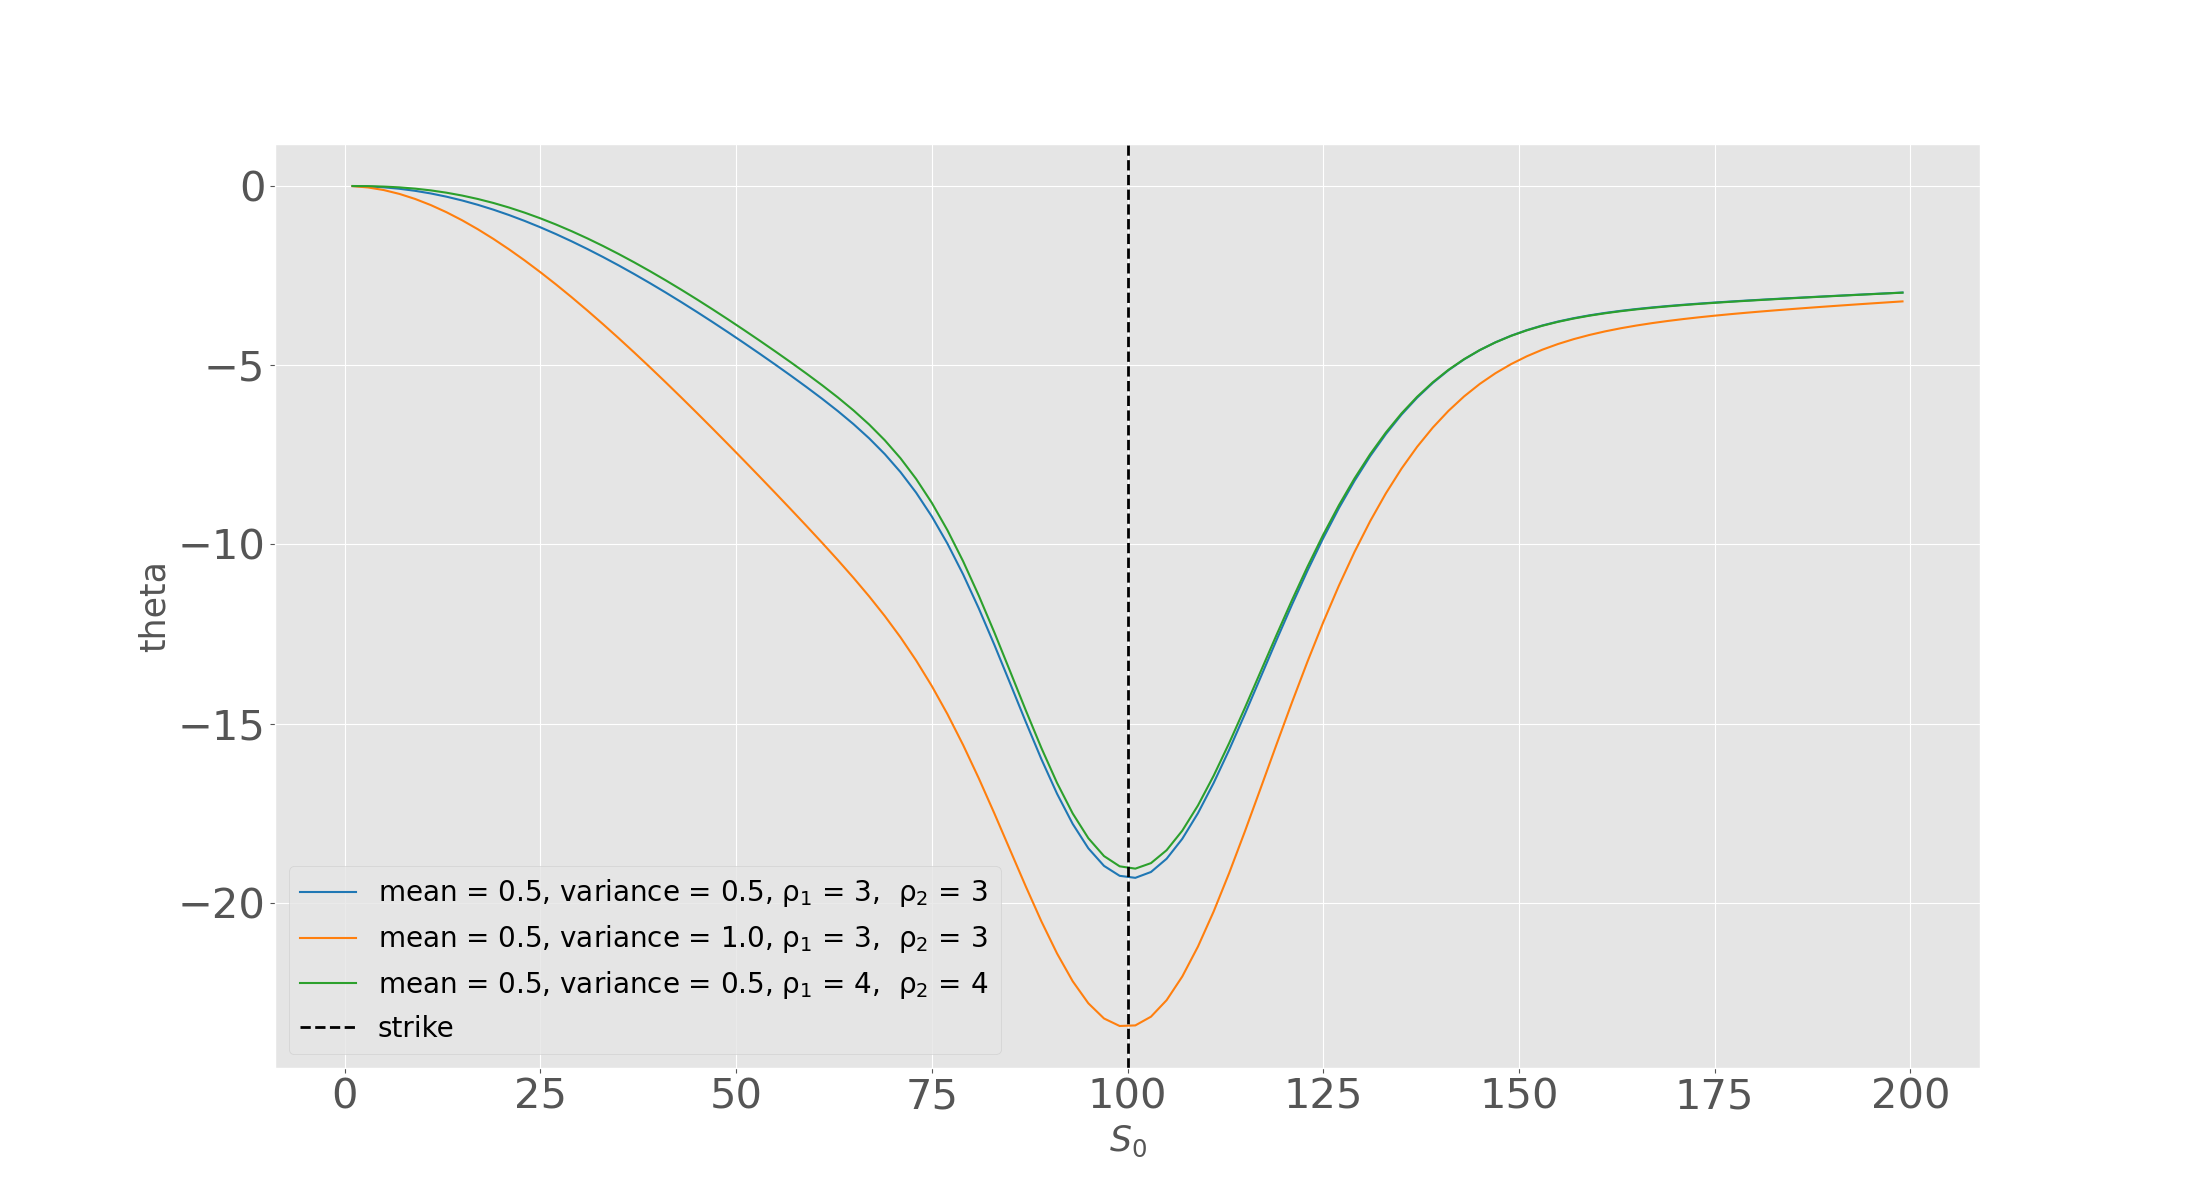 0
−5
−10
−15
−20
theta
mean = 0.5, variance = 0.5, ρ₁ = 3,  ρ₂ = 3
mean = 0.5, variance = 1.0, ρ₁ = 3,  ρ₂ = 3
mean = 0.5, variance = 0.5, ρ₁ = 4,  ρ₂ = 4
strike
0 25 50 75 100 125 150 175 200
S₀